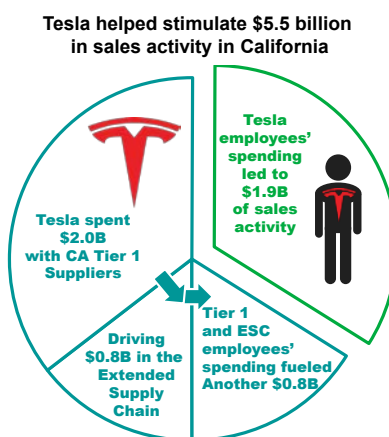 Tesla helped stimulate $5.5 billion
in sales activity in California
Tesla
employees'
spending
led to
$1.9B
of sales
activity
Tesla spent
$2.0B
with CA Tier 1
Suppliers
Driving
$0.8B in the
Extended
Supply
Chain
Tier 1
and ESC
employees'
spending fueled
Another $0.8B